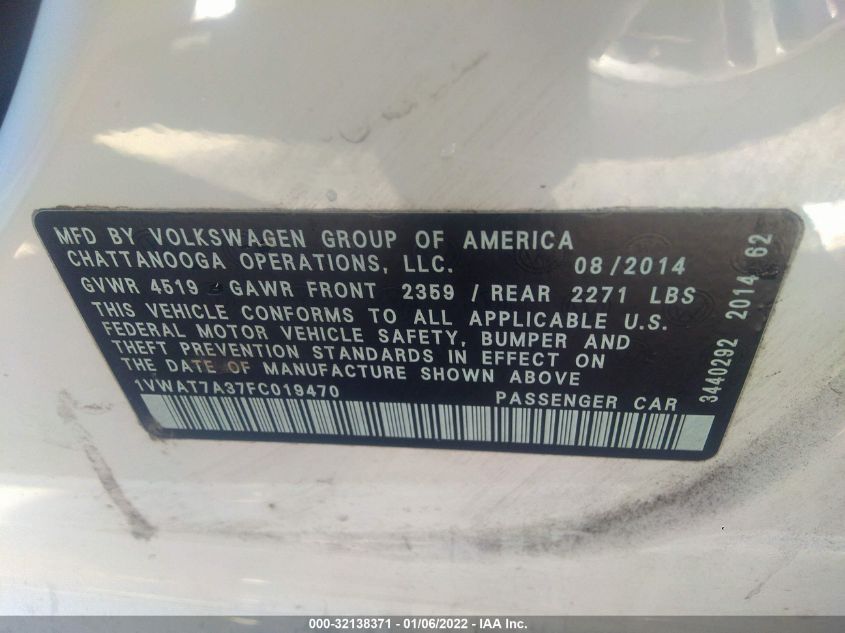 MFD BY VOLKSWAGEN GROUP OF AMERICA
CHATTANOOGA OPERATIONS, LLC. 08/2014
GVWR 4519 GAWR FRONT 2359 / REAR 2271 LBS
THIS VEHICLE CONFORMS TO ALL APPLICABLE U.S.
FEDERAL MOTOR VEHICLE SAFETY, BUMPER AND
THEFT PREVENTION STANDARDS IN EFFECT ON
THE DATE OF MANUFACTURE SHOWN ABOVE
1VWAT7A37FC019470 PASSENGER CAR
3440292 2014 62
000-32138371 - 01/06/2022 - IAA Inc.